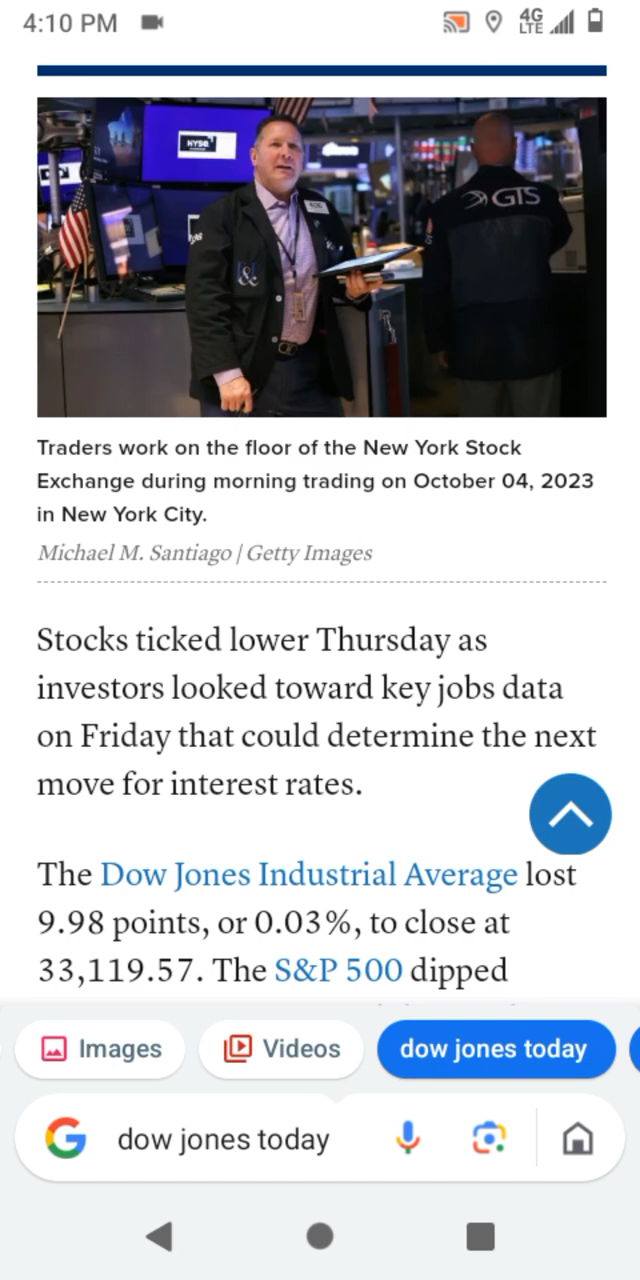 4:10 PM
4G
LTE
NYSE
GTS
&
Traders work on the floor of the New York Stock
Exchange during morning trading on October 04, 2023
in New York City.
Michael M. Santiago | Getty Images
Stocks ticked lower Thursday as
investors looked toward key jobs data
on Friday that could determine the next
move for interest rates.
The Dow Jones Industrial Average lost
9.98 points, or 0.03%, to close at
33,119.57. The S&P 500 dipped
Images
Videos
dow jones today
dow jones today